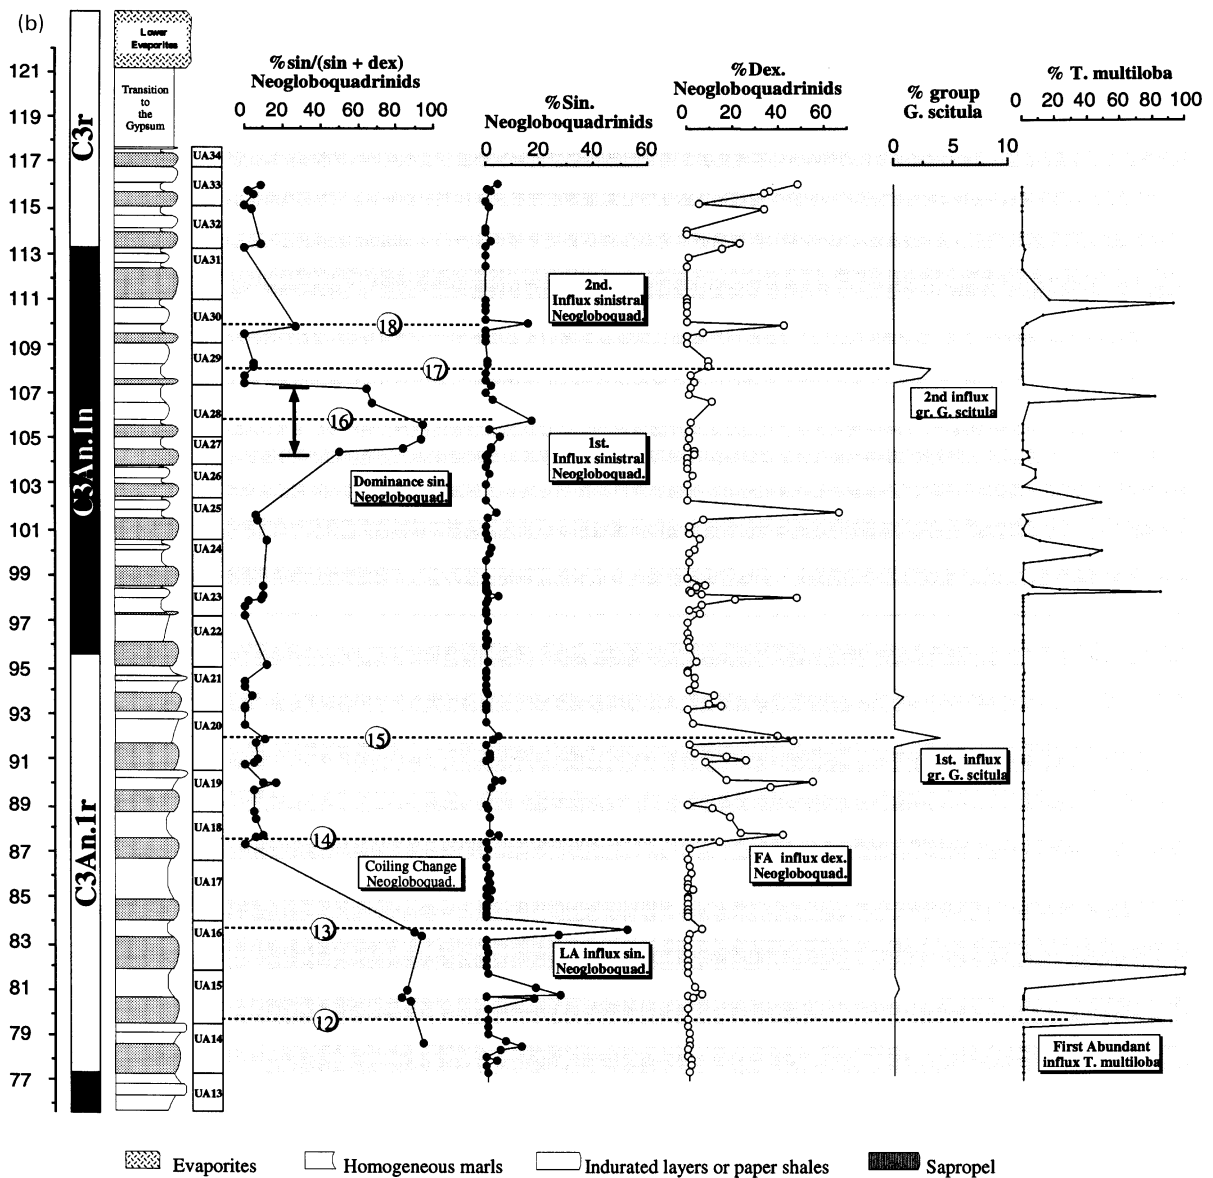 (b)
Lower
Evaporites
Transition
to
the
Gypsum
%sin/(sin + dex)
Neogloboquadrinids
0 20 40 60 80 100
%Sin.
Neogloboquadrinids
0 20 40 60
%Dex.
Neogloboquadrinids
0 20 40 60
% group
G. scitula
0 5 10
% T. multiloba
0 20 40 60 80 100
121
119
117
115
113
111
109
107
105
103
101
99
97
95
93
91
89
87
85
83
81
79
77
C3r
C3An.1n
C3An.1r
UA34
UA33
UA32
UA31
UA30
UA29
UA28
UA27
UA26
UA25
UA24
UA23
UA22
UA21
UA20
UA19
UA18
UA17
UA16
UA15
UA14
UA13
18
17
16
15
14
13
12
2nd.
Influx sinistral
Neogloboquad.
2nd influx
gr. G. scitula
1st.
Influx sinistral
Neogloboquad.
Dominance sin.
Neogloboquad.
1st. influx
gr. G. scitula
Coiling Change
Neogloboquad.
FA influx dex.
Neogloboquad.
LA influx sin.
Neogloboquad.
First Abundant
influx T. multiloba
Evaporites
Homogeneous marls
Indurated layers or paper shales
Sapropel